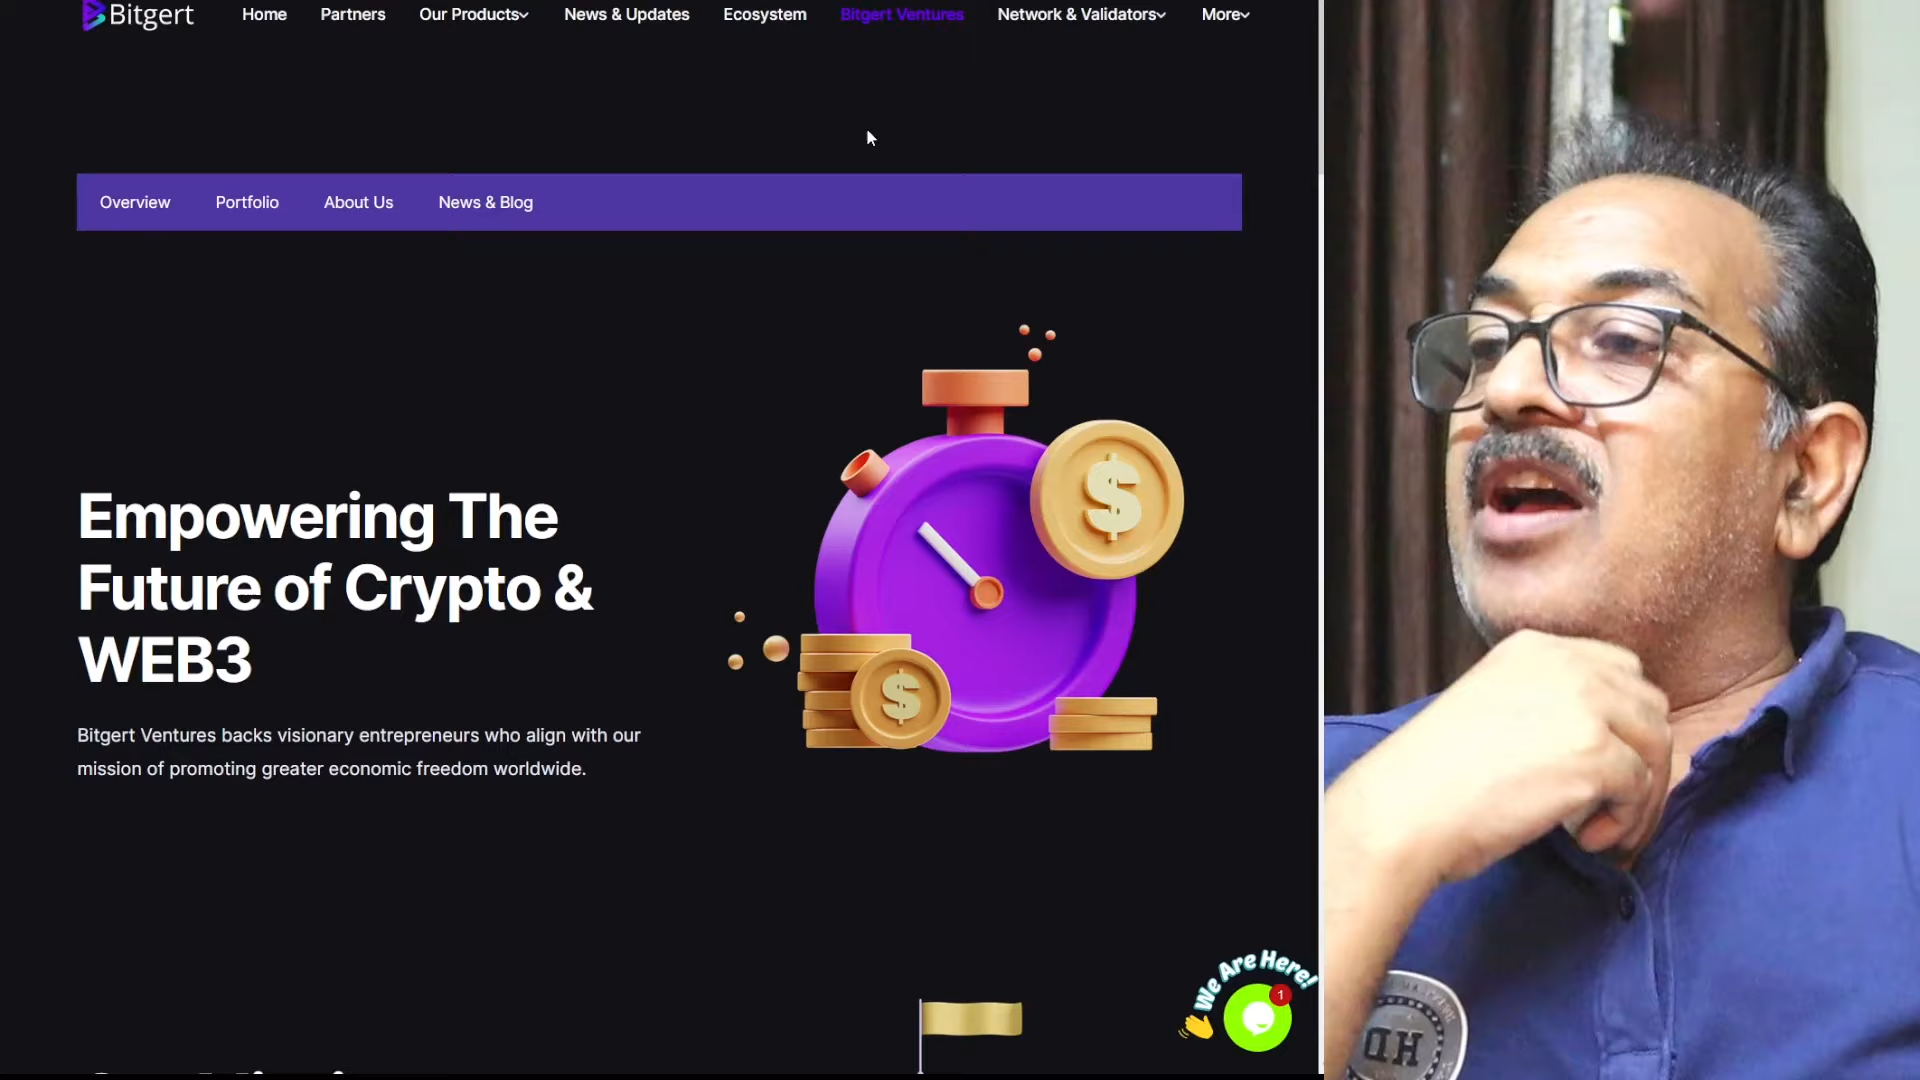 Bitgert
Home Partners Our Products News & Updates Ecosystem Bitgert Ventures Network & Validators More
Overview Portfolio About Us News & Blog
Empowering The
Future of Crypto &
WEB3
Bitgert Ventures backs visionary entrepreneurs who align with our
mission of promoting greater economic freedom worldwide.
$
$
We Are Here!
1
HD